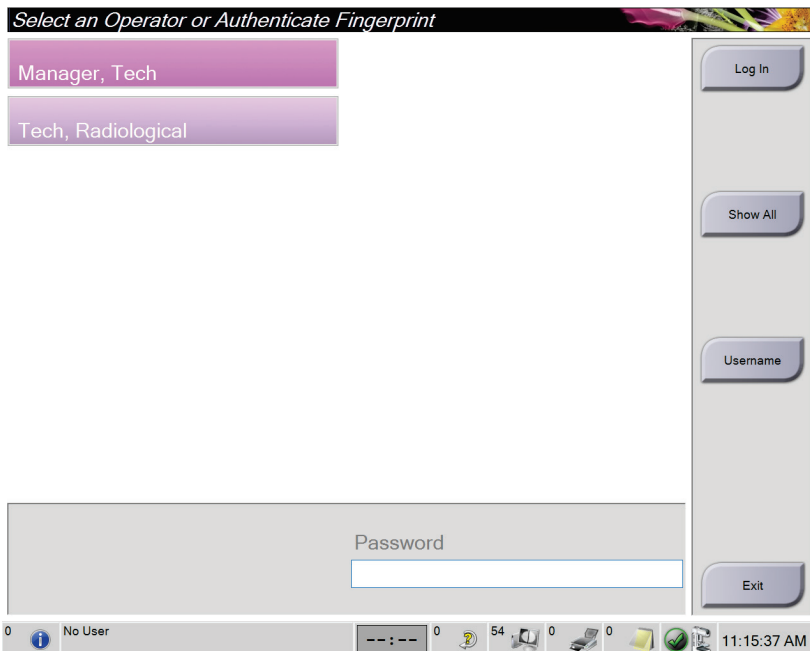 Select an Operator or Authenticate Fingerprint
Manager, Tech
Tech, Radiological
Log In
Show All
Username
Exit
Password
0
No User
--:--
0
54
0
0
11:15:37 AM